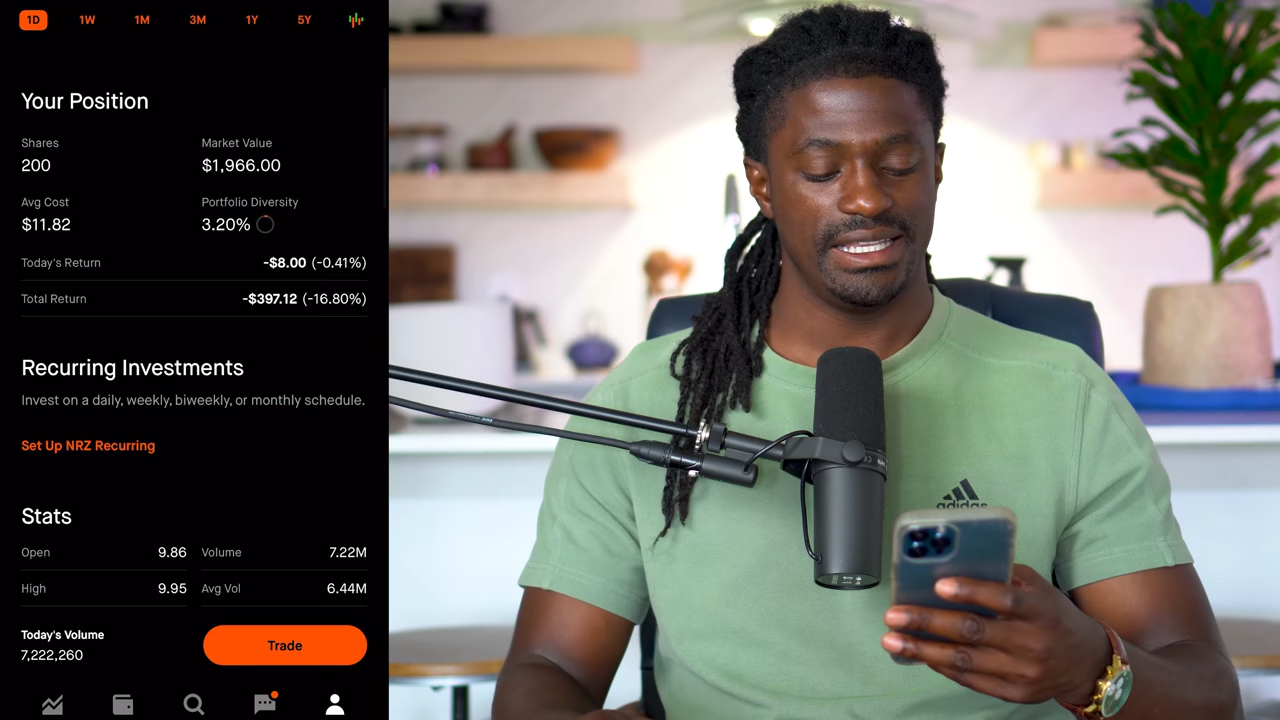 1D 1W 1M 3M 1Y 5Y
Your Position
Shares Market Value
200 $1,966.00
Avg Cost Portfolio Diversity
$11.82 3.20%
Today's Return -$8.00 (-0.41%)
Total Return -$397.12 (-16.80%)
Recurring Investments
Invest on a daily, weekly, biweekly, or monthly schedule.
Set Up NRZ Recurring
Stats
Open 9.86 Volume 7.22M
High 9.95 Avg Vol 6.44M
Today's Volume
7,222,260
Trade
adidas